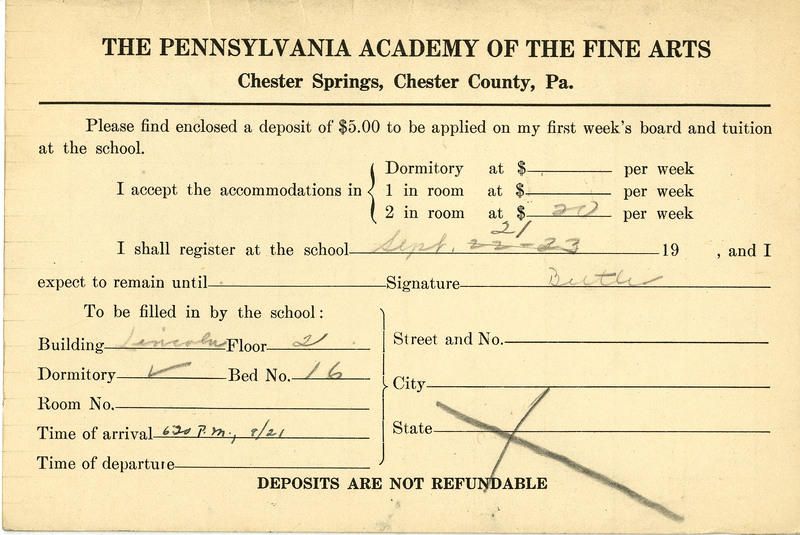 THE PENNSYLVANIA ACADEMY OF THE FINE ARTS
Chester Springs, Chester County, Pa.
Please find enclosed a deposit of $5.00 to be applied on my first week's board and tuition
at the school.
I accept the accommodations in
Dormitory at $ per week
1 in room at $ per week
2 in room at $ 20 per week
21
I shall register at the school Sept. 22-23 19 , and I
expect to remain until Signature Butler
To be filled in by the school:
Building Lincoln Floor 2
Dormitory ✓ Bed No. 16
Room No.
Time of arrival 630 P.M., 9/21
Time of departure
Street and No.
City
State
DEPOSITS ARE NOT REFUNDABLE